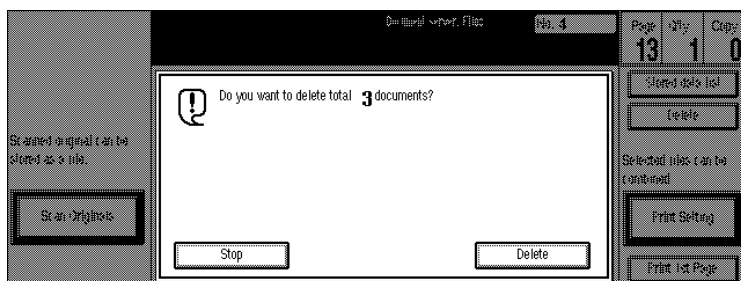 Document Server, Files No. 4
Page Q'ty Copy
13 1 0
Stored data list
Delete
Do you want to delete total 3 documents?
Scanned original can be
stored as a file.
Selected files can be
combined
Scan Originals
Print Setting
Stop Delete
Print 1st Page